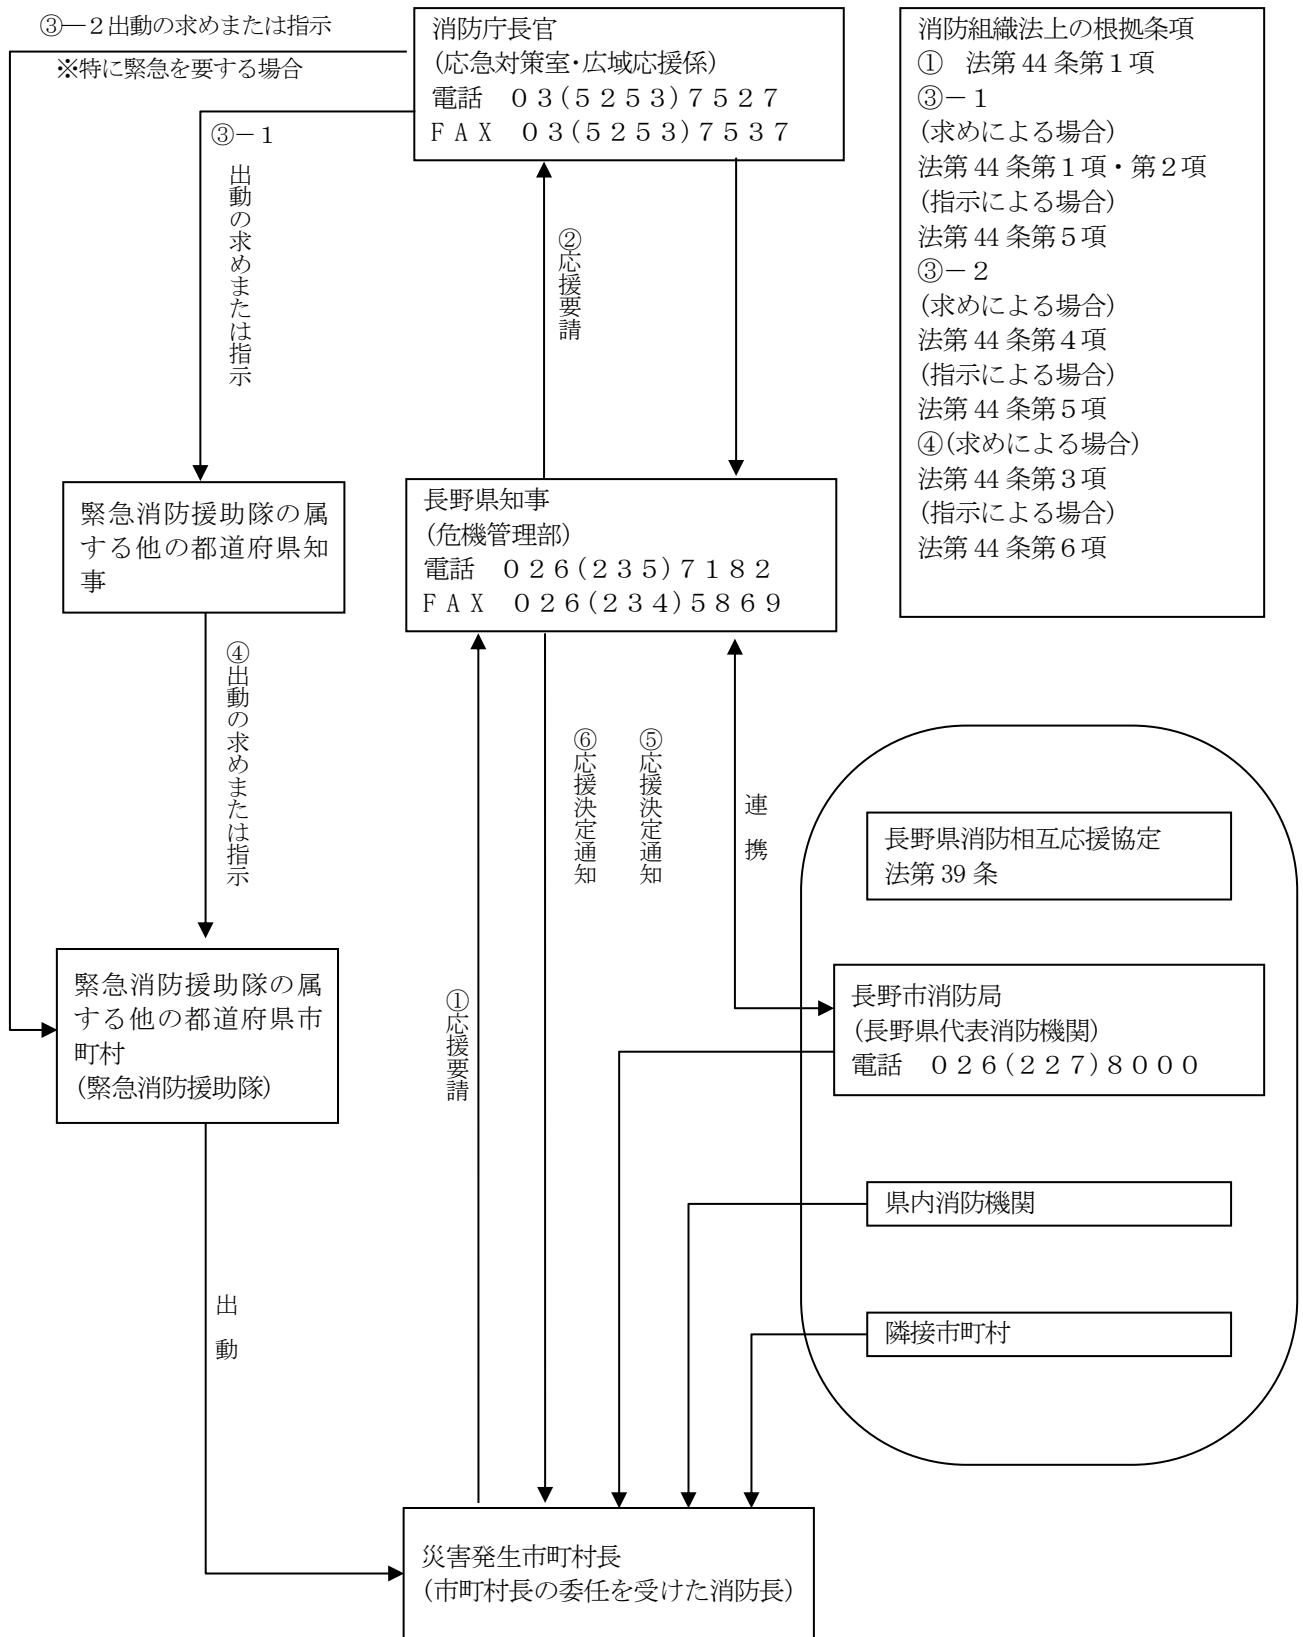 ③―2出動の求めまたは指示
※特に緊急を要する場合
消防庁長官
(応急対策室・広域応援係)
電話　０３(５２５３)７５２７
ＦＡＸ　０３(５２５３)７５３７
消防組織法上の根拠条項
①　法第 44 条第１項
③－１
(求めによる場合)
法第 44 条第１項・第２項
(指示による場合)
法第 44 条第５項
③－２
(求めによる場合)
法第 44 条第４項
(指示による場合)
法第 44 条第５項
④(求めによる場合)
法第 44 条第３項
(指示による場合)
法第 44 条第６項
③－１
出動の求めまたは指示
②応援要請
緊急消防援助隊の属
する他の都道府県知
事
長野県知事
(危機管理部)
電話　０２６(２３５)７１８２
ＦＡＸ　０２６(２３４)５８６９
④出動の求めまたは指示
⑥応援決定通知
⑤応援決定通知
連　携
長野県消防相互応援協定
法第 39 条
緊急消防援助隊の属
する他の都道府県市
町村
(緊急消防援助隊)
①応援要請
長野市消防局
(長野県代表消防機関)
電話　０２６(２２７)８０００
県内消防機関
出　動
隣接市町村
災害発生市町村長
(市町村長の委任を受けた消防長)